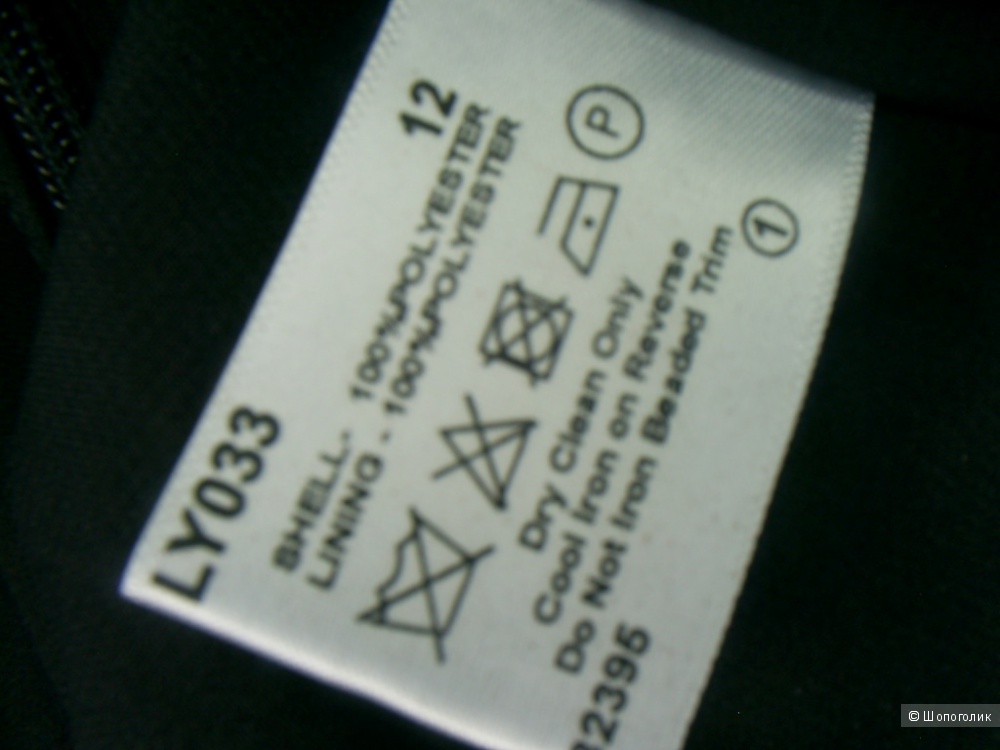 LY033 12
SHELL- 100%POLYESTER
LINING - 100%POLYESTER
P
Dry Clean Only
Cool Iron on Reverse
Do Not Iron Beaded Trim
1
2395
© Шопоголик